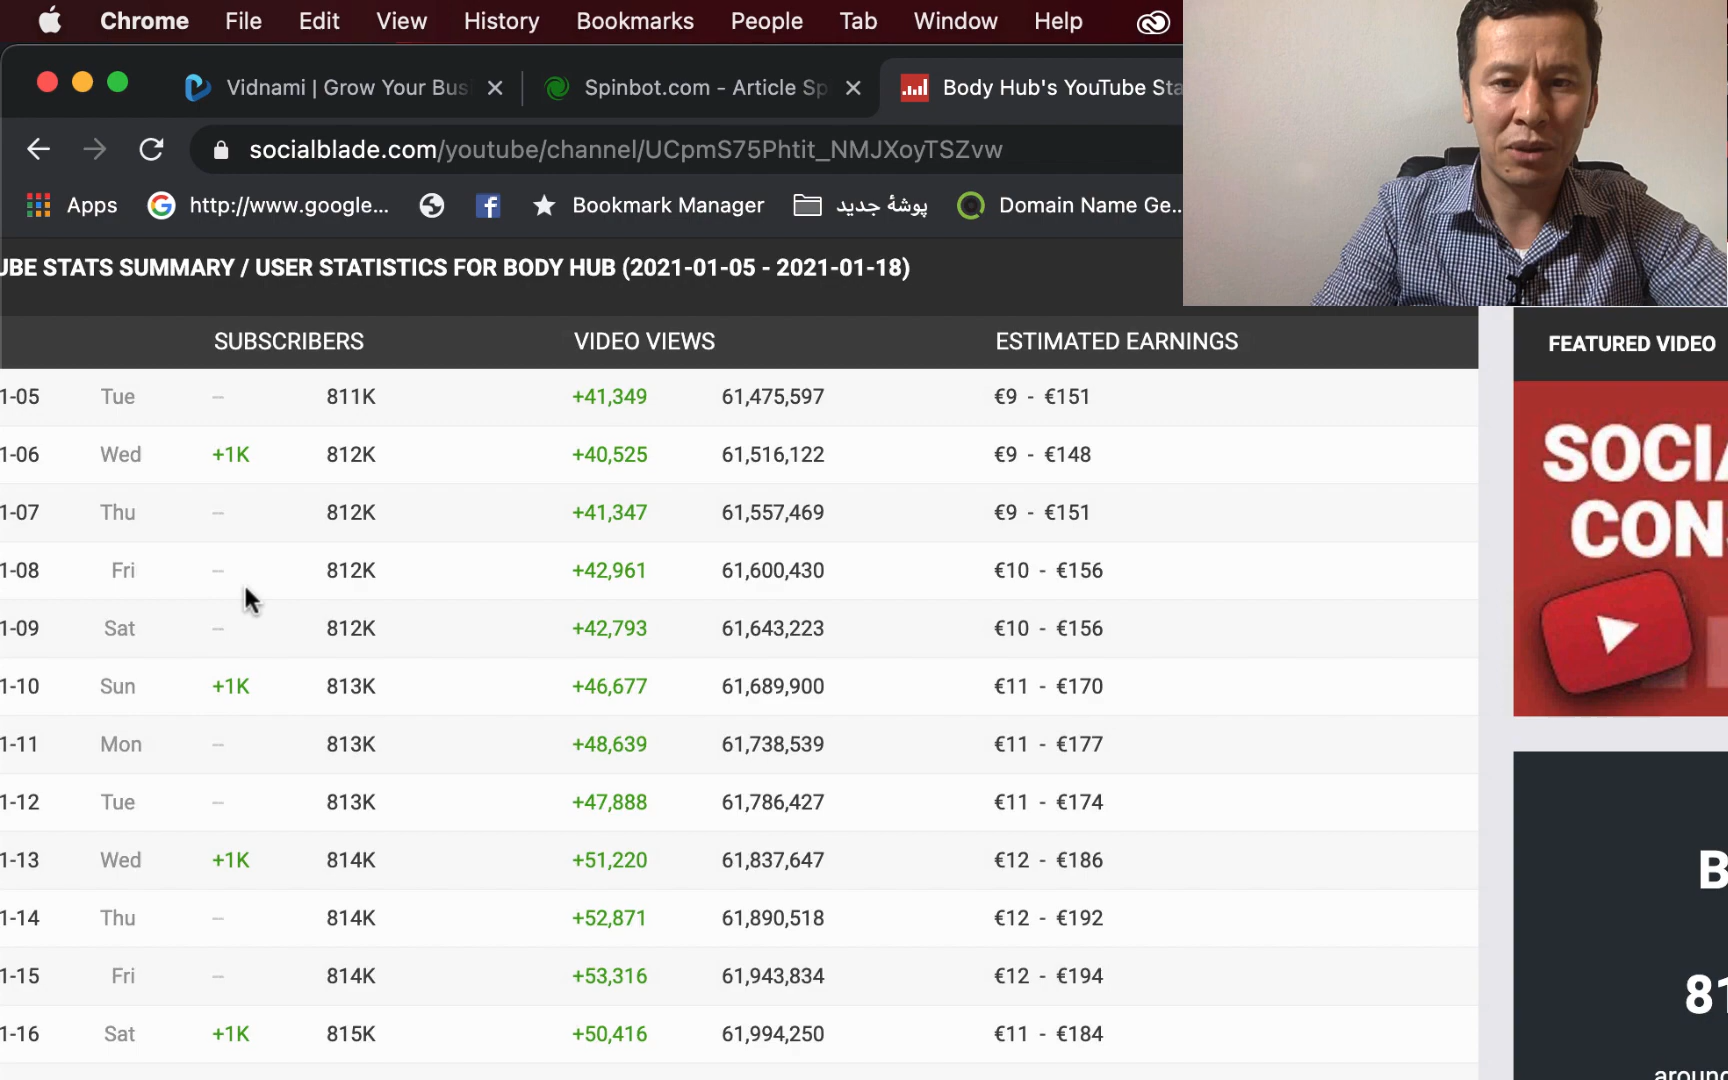 Chrome File Edit View History Bookmarks People Tab Window Help
Vidnami | Grow Your Bus
Spinbot.com - Article Sp
Body Hub's YouTube Sta
socialblade.com/youtube/channel/UCpmS75Phtit_NMJXoyTSZvw
Apps http://www.google... Bookmark Manager پوشهٔ جدید Domain Name Ge...
UBE STATS SUMMARY / USER STATISTICS FOR BODY HUB (2021-01-05 - 2021-01-18)
SUBSCRIBERS VIDEO VIEWS ESTIMATED EARNINGS
1-05 Tue -- 811K +41,349 61,475,597 €9 - €151
1-06 Wed +1K 812K +40,525 61,516,122 €9 - €148
1-07 Thu -- 812K +41,347 61,557,469 €9 - €151
1-08 Fri -- 812K +42,961 61,600,430 €10 - €156
1-09 Sat -- 812K +42,793 61,643,223 €10 - €156
1-10 Sun +1K 813K +46,677 61,689,900 €11 - €170
1-11 Mon -- 813K +48,639 61,738,539 €11 - €177
1-12 Tue -- 813K +47,888 61,786,427 €11 - €174
1-13 Wed +1K 814K +51,220 61,837,647 €12 - €186
1-14 Thu -- 814K +52,871 61,890,518 €12 - €192
1-15 Fri -- 814K +53,316 61,943,834 €12 - €194
1-16 Sat +1K 815K +50,416 61,994,250 €11 - €184
FEATURED VIDEO
SOCIA
CONS
B
81
around